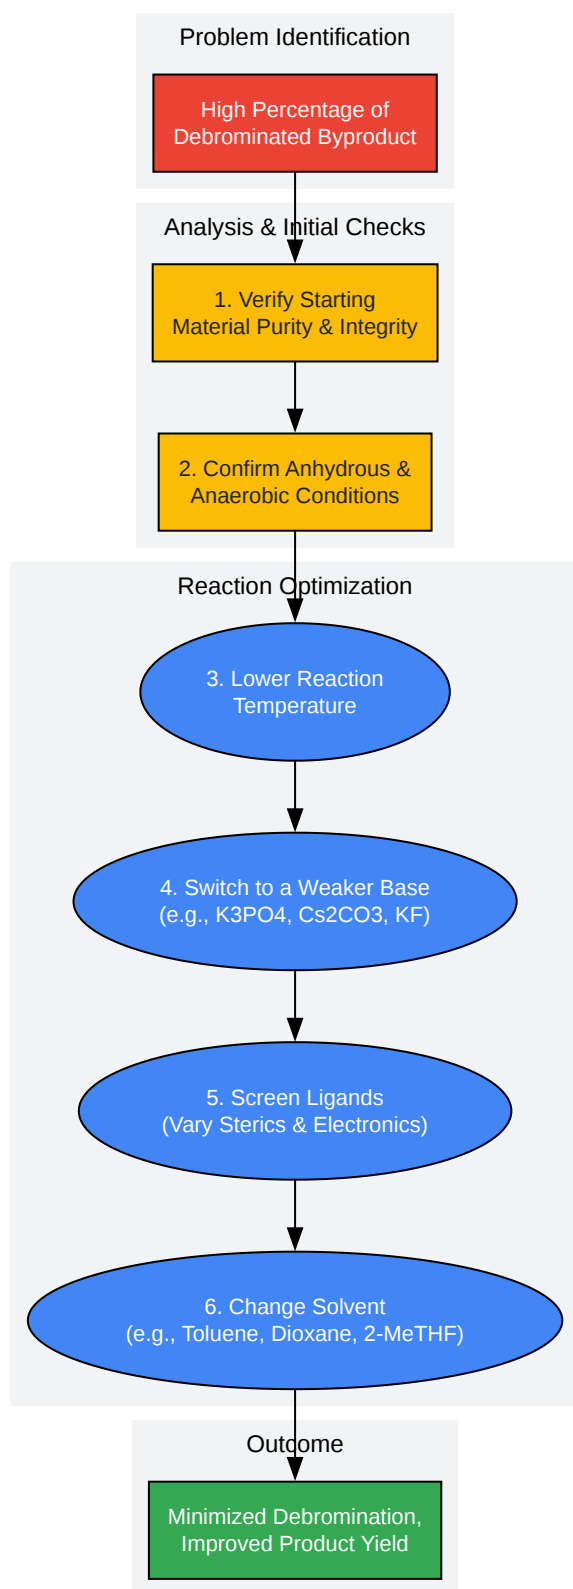 Problem Identification
High Percentage of
Debrominated Byproduct
Analysis & Initial Checks
1. Verify Starting
Material Purity & Integrity
2. Confirm Anhydrous &
Anaerobic Conditions
Reaction Optimization
3. Lower Reaction
Temperature
4. Switch to a Weaker Base
(e.g., K3PO4, Cs2CO3, KF)
5. Screen Ligands
(Vary Sterics & Electronics)
6. Change Solvent
(e.g., Toluene, Dioxane, 2-MeTHF)
Outcome
Minimized Debromination,
Improved Product Yield